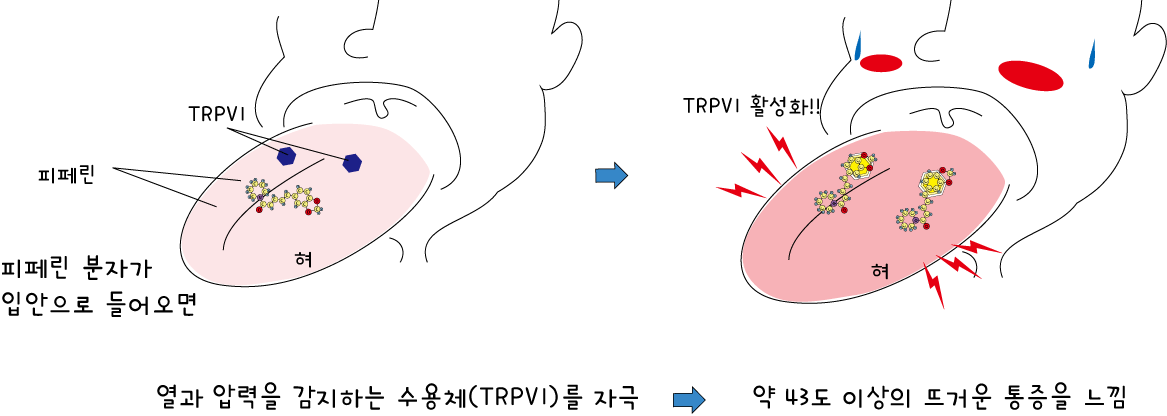 TRPV1
피페린
혀
피페린 분자가
입안으로 들어오면
TRPV1 활성화!!
혀
열과 압력을 감지하는 수용체(TRPV1)를 자극
약 43도 이상의 뜨거운 통증을 느낌